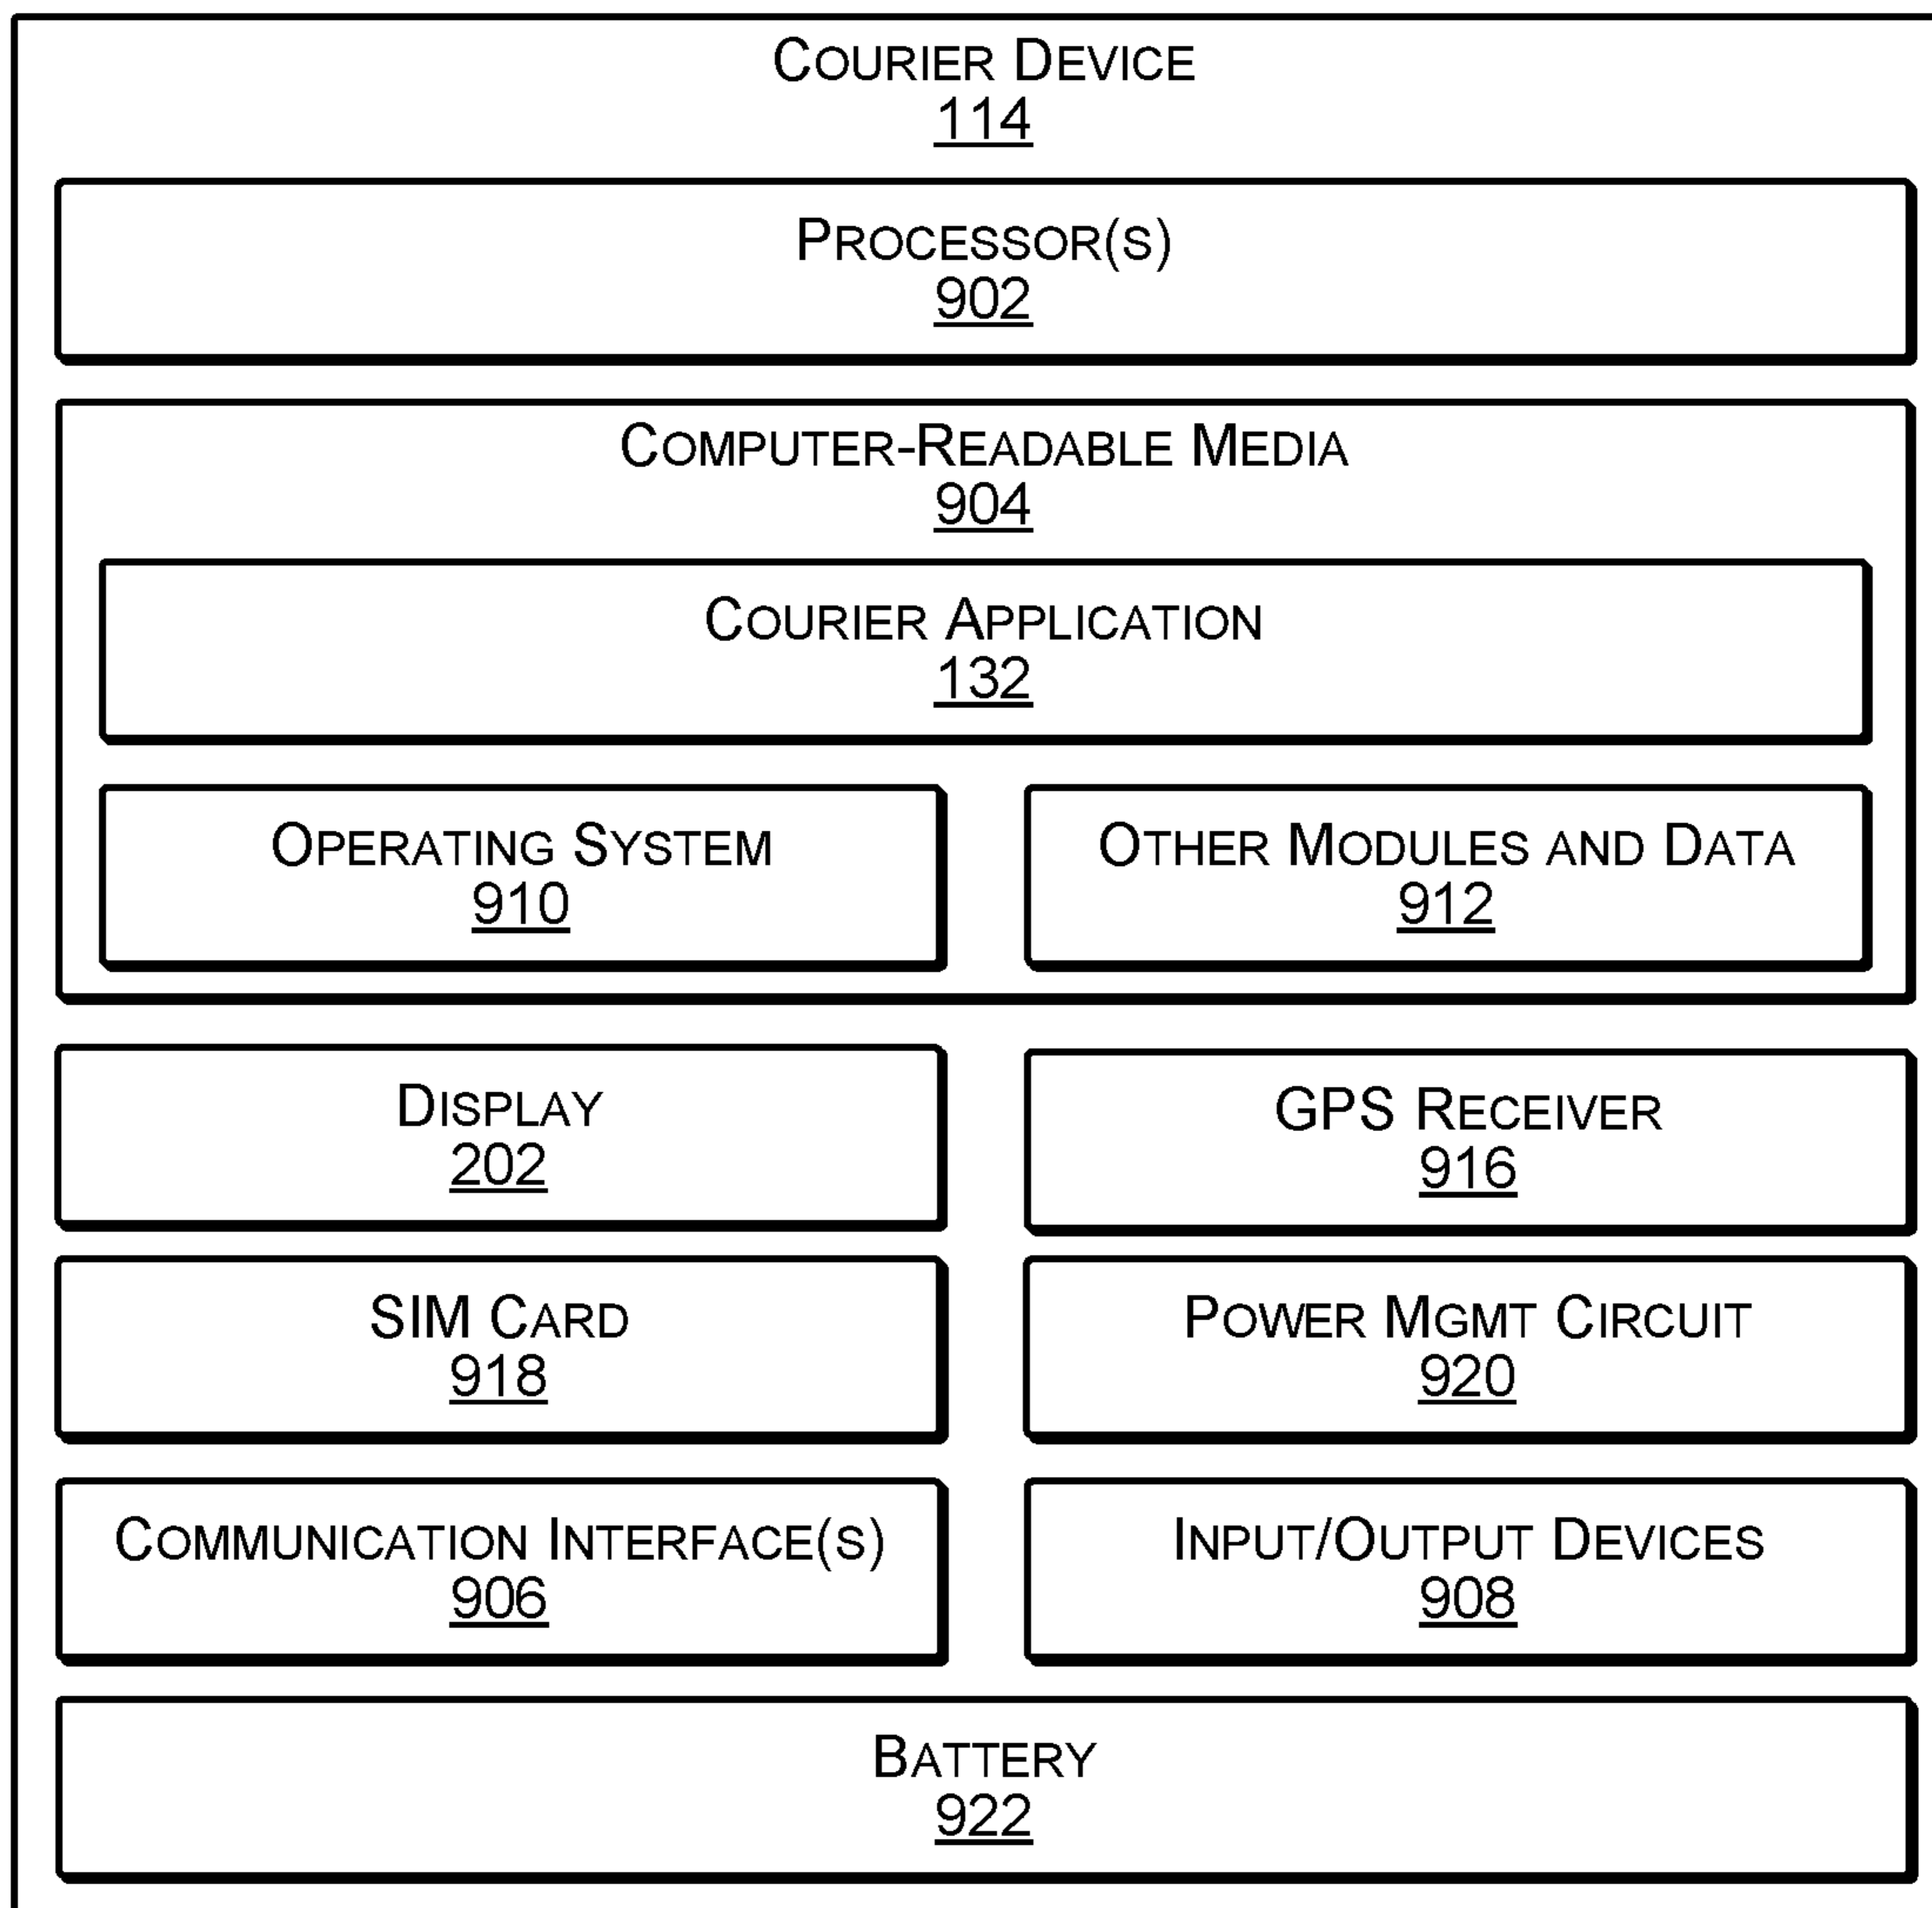 COURIER DEVICE
114
PROCESSOR(S)
902
COMPUTER-READABLE MEDIA
904
COURIER APPLICATION
132
OPERATING SYSTEM
910
OTHER MODULES AND DATA
912
DISPLAY
202
GPS RECEIVER
916
SIM CARD
918
POWER MGMT CIRCUIT
920
COMMUNICATION INTERFACE(S)
906
INPUT/OUTPUT DEVICES
908
BATTERY
922